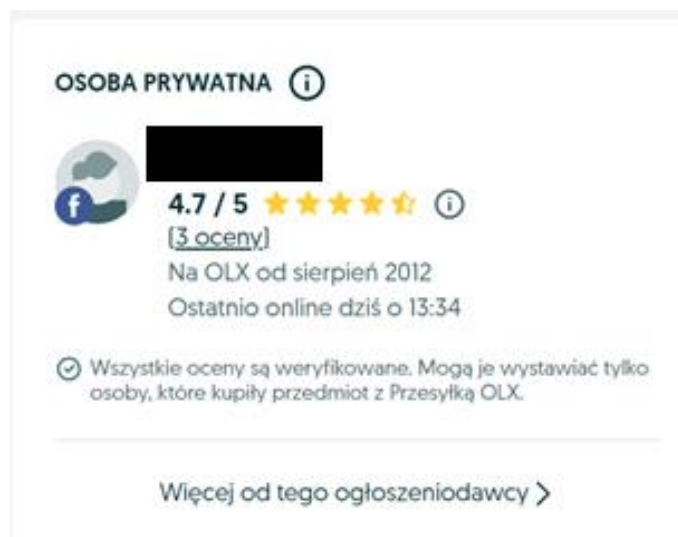 OSOBA PRYWATNA
4.7 / 5
(3 oceny)
Na OLX od sierpień 2012
Ostatnio online dziś o 13:34
Wszystkie oceny są weryfikowane. Mogą je wystawiać tylko
osoby, które kupiły przedmiot z Przesyłką OLX.
Więcej od tego ogłoszeniodawcy